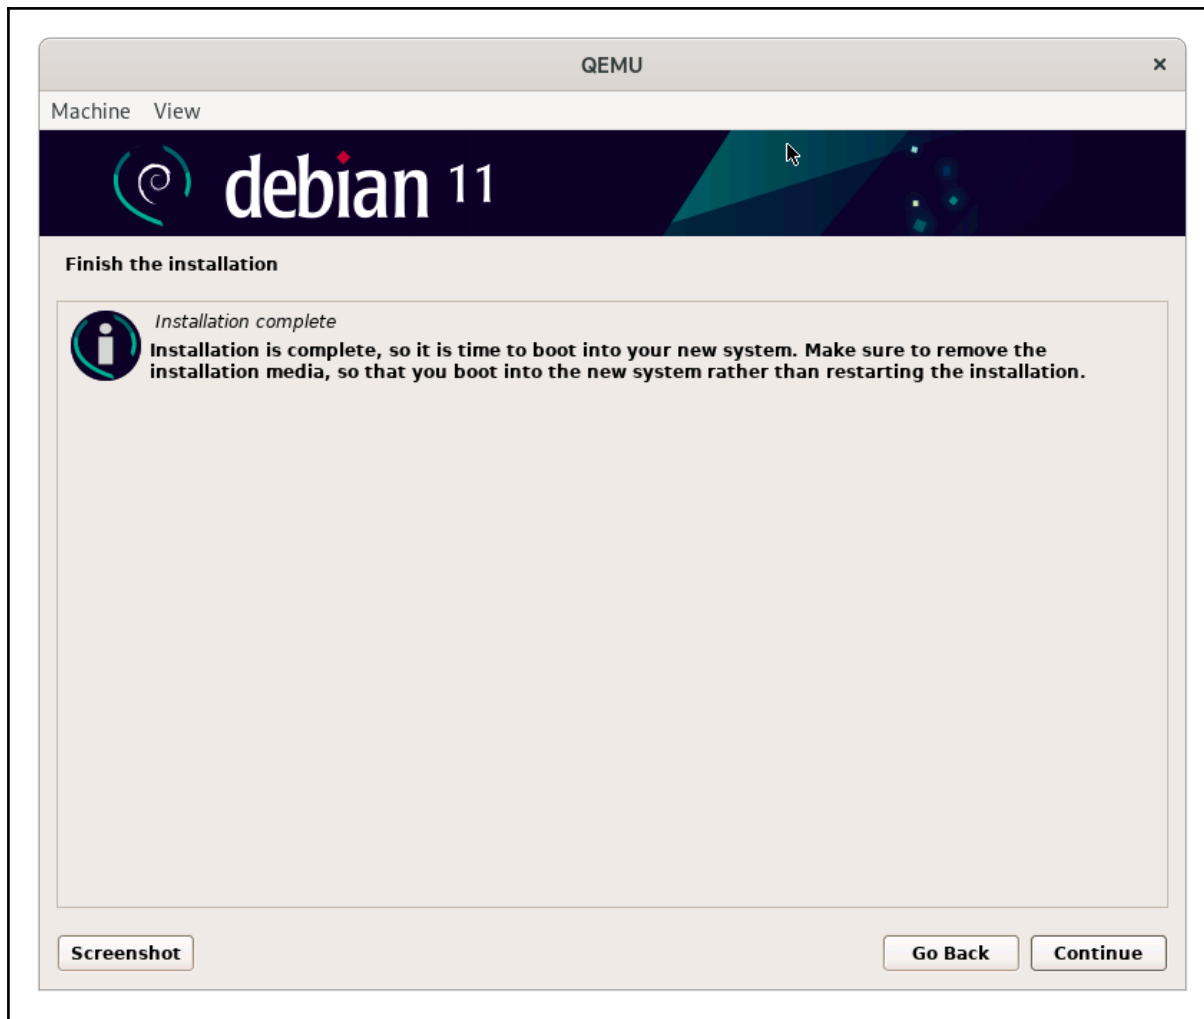 QEMU
Machine View
debian 11
Finish the installation
Installation complete
Installation is complete, so it is time to boot into your new system. Make sure to remove the
installation media, so that you boot into the new system rather than restarting the installation.
Screenshot Go Back Continue